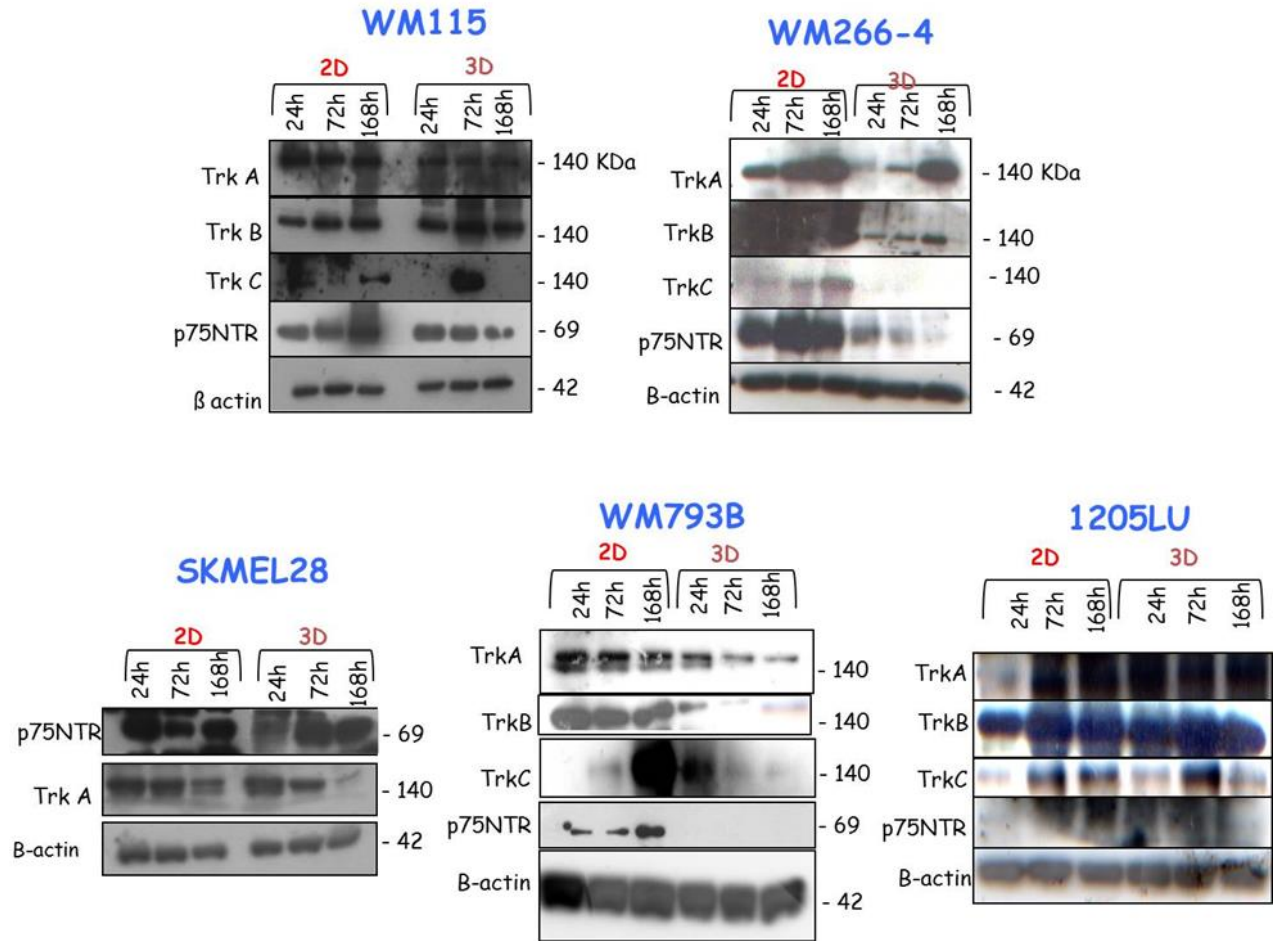 WM115
2D 3D
24h 72h 168h 24h 72h 168h
Trk A - 140 KDa
Trk B - 140
Trk C - 140
p75NTR - 69
ß actin - 42
WM266-4
2D 3D
24h 72h 168h 24h 72h 168h
TrkA - 140 KDa
TrkB - 140
TrkC - 140
p75NTR - 69
B-actin - 42
SKMEL28
2D 3D
24h 72h 168h 24h 72h 168h
p75NTR - 69
Trk A - 140
B-actin - 42
WM793B
2D 3D
24h 72h 168h 24h 72h 168h
TrkA - 140
TrkB - 140
TrkC - 140
p75NTR - 69
B-actin - 42
1205LU
2D 3D
24h 72h 168h 24h 72h 168h
TrkA
TrkB
TrkC
p75NTR
B-actin